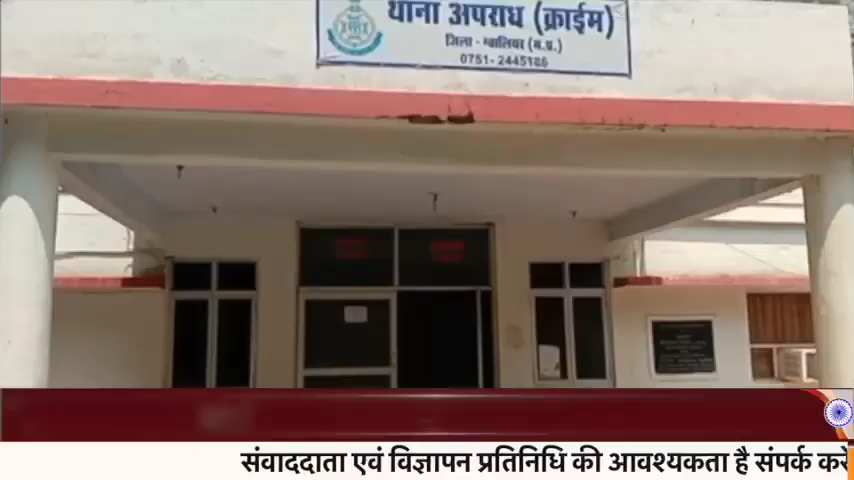 थाना अपराध (क्राईम)
जिला - ग्वालियर (म.प्र.)
0751- 2445186
संवाददाता एवं विज्ञापन प्रतिनिधि की आवश्यकता है संपर्क करें